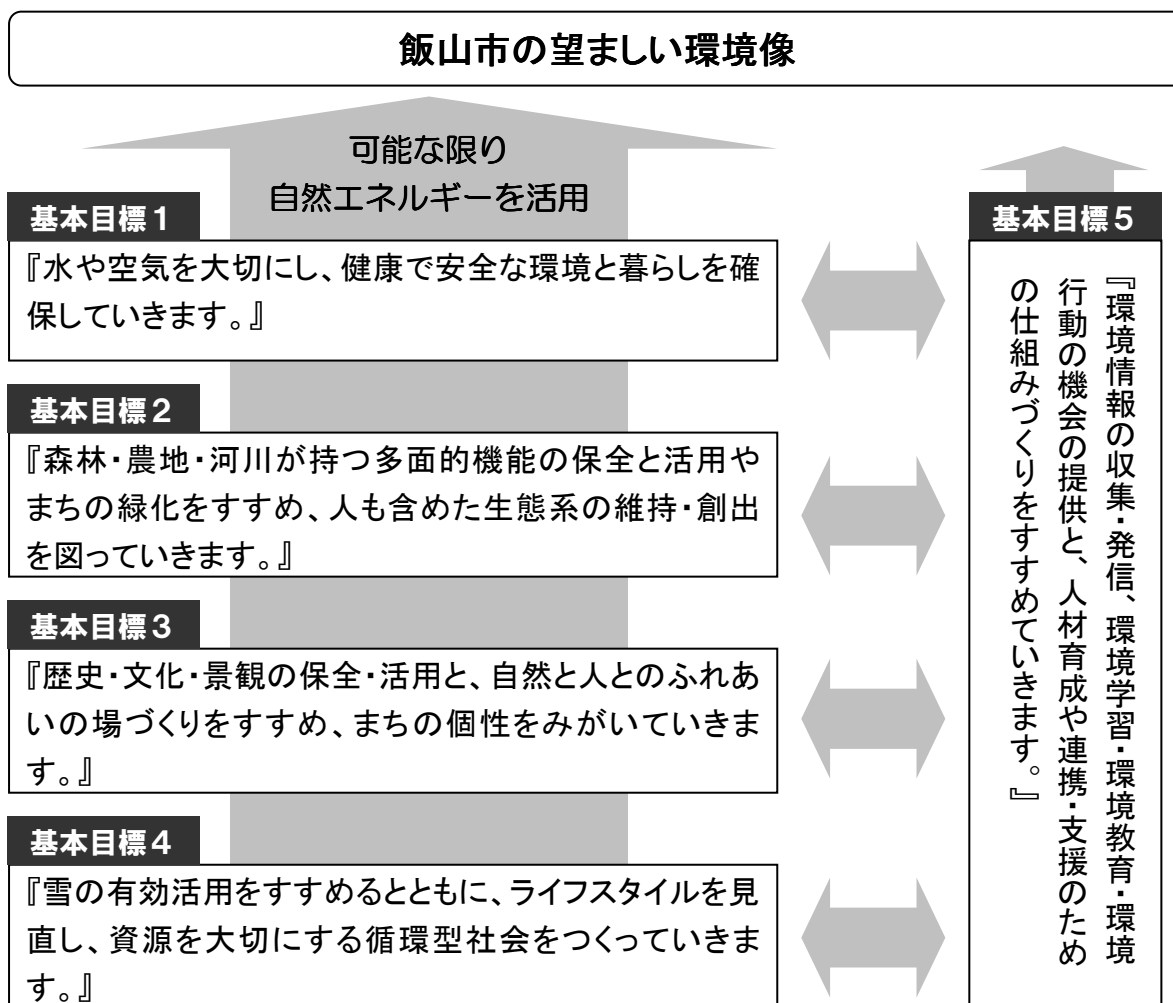 飯山市の望ましい環境像
可能な限り
自然エネルギーを活用
基本目標1
『水や空気を大切にし、健康で安全な環境と暮らしを確
保していきます。』
基本目標2
『森林・農地・河川が持つ多面的機能の保全と活用や
まちの緑化をすすめ、人も含めた生態系の維持・創出
を図っていきます。』
基本目標3
『歴史・文化・景観の保全・活用と、自然と人とのふれあ
いの場づくりをすすめ、まちの個性をみがいていきま
す。』
基本目標4
『雪の有効活用をすすめるとともに、ライフスタイルを見
直し、資源を大切にする循環型社会をつくっていきま
す。』
基本目標5
『環境情報の収集・発信、環境学習・環境教育・環境
行動の機会の提供と、人材育成や連携・支援のため
の仕組みづくりをすすめていきます。』